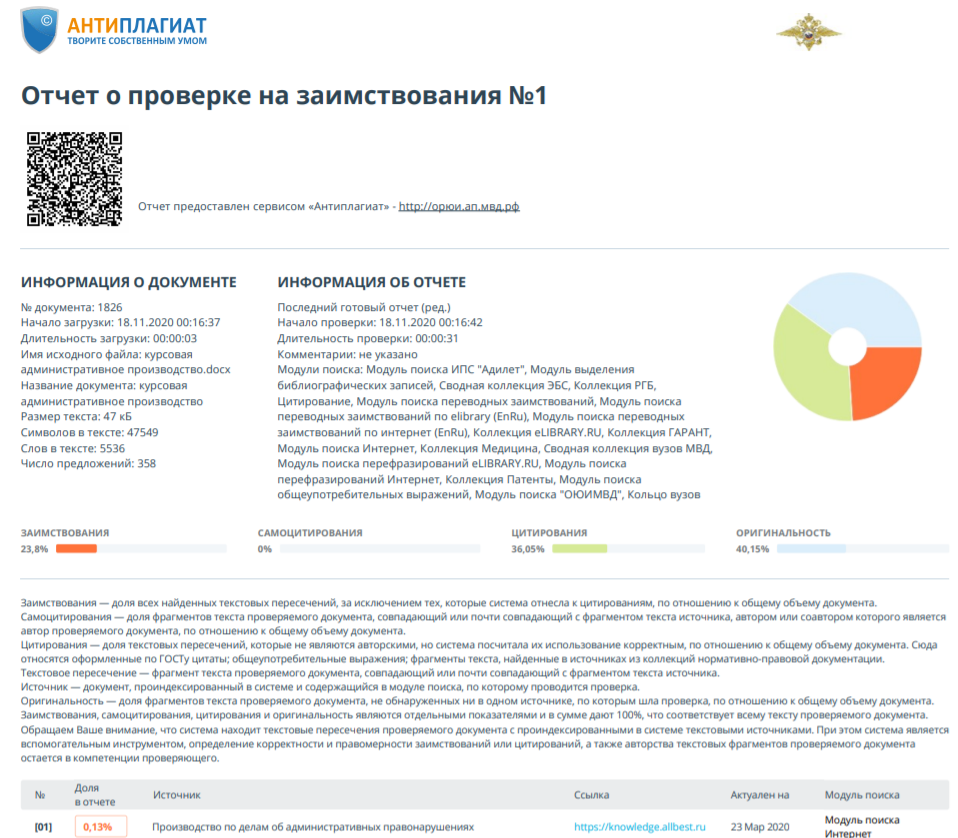 ©
АНТИПЛАГИАТ
ТВОРИТЕ СОБСТВЕННЫМ УМОМ
Отчет о проверке на заимствования №1
Отчет предоставлен сервисом «Антиплагиат» - http://орюи.ап.мвд.рф
ИНФОРМАЦИЯ О ДОКУМЕНТЕ
№ документа: 1826
Начало загрузки: 18.11.2020 00:16:37
Длительность загрузки: 00:00:03
Имя исходного файла: курсовая
административное производство.docx
Название документа: курсовая
административное производство
Размер текста: 47 кБ
Символов в тексте: 47549
Слов в тексте: 5536
Число предложений: 358
ИНФОРМАЦИЯ ОБ ОТЧЕТЕ
Последний готовый отчет (ред.)
Начало проверки: 18.11.2020 00:16:42
Длительность проверки: 00:00:31
Комментарии: не указано
Модули поиска: Модуль поиска ИПС "Адилет", Модуль выделения
библиографических записей, Сводная коллекция ЭБС, Коллекция РГБ,
Цитирование, Модуль поиска переводных заимствований, Модуль поиска
переводных заимствований по elibrary (EnRu), Модуль поиска переводных
заимствований по интернет (EnRu), Коллекция eLIBRARY.RU, Коллекция ГАРАНТ,
Модуль поиска Интернет, Коллекция Медицина, Сводная коллекция вузов МВД,
Модуль поиска перефразирований eLIBRARY.RU, Модуль поиска
перефразирований Интернет, Коллекция Патенты, Модуль поиска
общеупотребительных выражений, Модуль поиска "ОЮИМВД", Кольцо вузов
ЗАИМСТВОВАНИЯ
23,8%
САМОЦИТИРОВАНИЯ
0%
ЦИТИРОВАНИЯ
36,05%
ОРИГИНАЛЬНОСТЬ
40,15%
Заимствования — доля всех найденных текстовых пересечений, за исключением тех, которые система отнесла к цитированиям, по отношению к общему объему документа.
Самоцитирования — доля фрагментов текста проверяемого документа, совпадающий или почти совпадающий с фрагментом текста источника, автором или соавтором которого является
автор проверяемого документа, по отношению к общему объему документа.
Цитирования — доля текстовых пересечений, которые не являются авторскими, но система посчитала их использование корректным, по отношению к общему объему документа. Сюда
относятся оформленные по ГОСТу цитаты; общеупотребительные выражения; фрагменты текста, найденные в источниках из коллекций нормативно-правовой документации.
Текстовое пересечение — фрагмент текста проверяемого документа, совпадающий или почти совпадающий с фрагментом текста источника.
Источник — документ, проиндексированный в системе и содержащийся в модуле поиска, по которому проводится проверка.
Оригинальность — доля фрагментов текста проверяемого документа, не обнаруженных ни в одном источнике, по которым шла проверка, по отношению к общему объему документа.
Заимствования, самоцитирования, цитирования и оригинальность являются отдельными показателями и в сумме дают 100%, что соответствует всему тексту проверяемого документа.
Обращаем Ваше внимание, что система находит текстовые пересечения проверяемого документа с проиндексированными в системе текстовыми источниками. При этом система является
вспомогательным инструментом, определение корректности и правомерности заимствований или цитирований, а также авторства текстовых фрагментов проверяемого документа
остается в компетенции проверяющего.
№ Доля в отчете Источник Ссылка Актуален на Модуль поиска
[01] 0,13% Производство по делам об административных правонарушениях https://knowledge.allbest.ru 23 Мар 2020 Модуль поиска Интернет